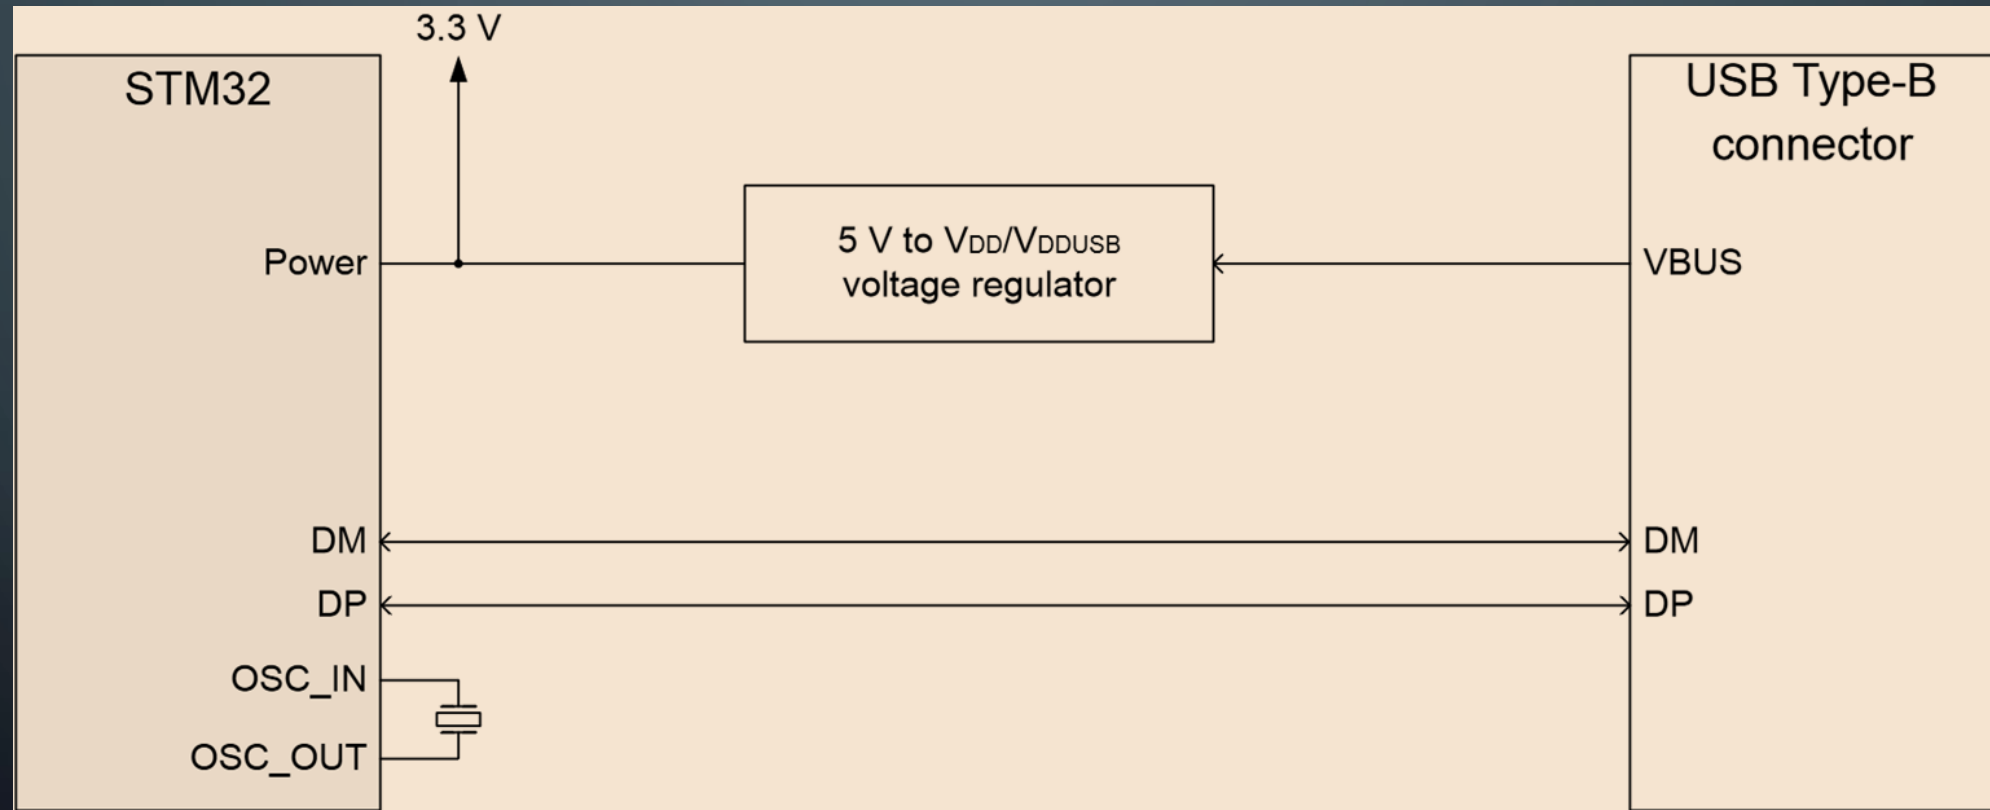 3.3 V
STM32
USB Type-B
connector
5 V to VDD/VDDUSB
voltage regulator
Power
VBUS
DM
DM
DP
DP
OSC_IN
OSC_OUT